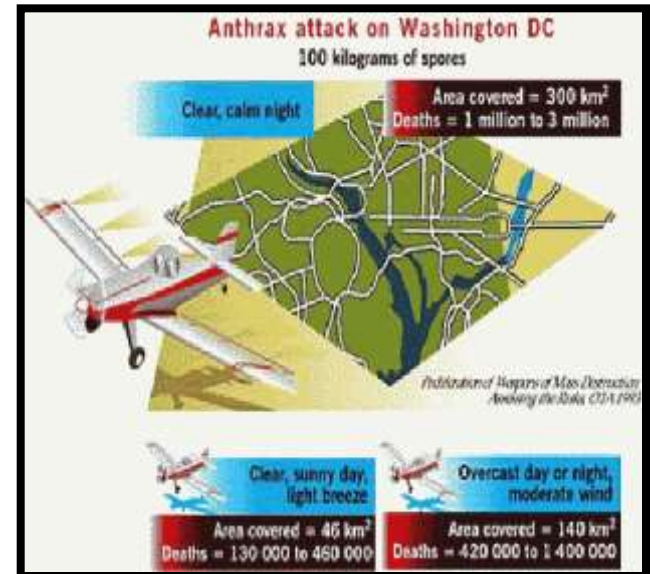 Anthrax attack on Washington DC
100 kilograms of spores
Clear, calm night
Area covered = 300 km²
Deaths = 1 million to 3 million
Proliferation of Weapons of Mass Destruction
Assessing the Risks, OTA 1993
Clear, sunny day,
light breeze
Area covered = 46 km²
Deaths = 130 000 to 460 000
Overcast day or night,
moderate wind
Area covered = 140 km²
Deaths = 420 000 to 1 400 000